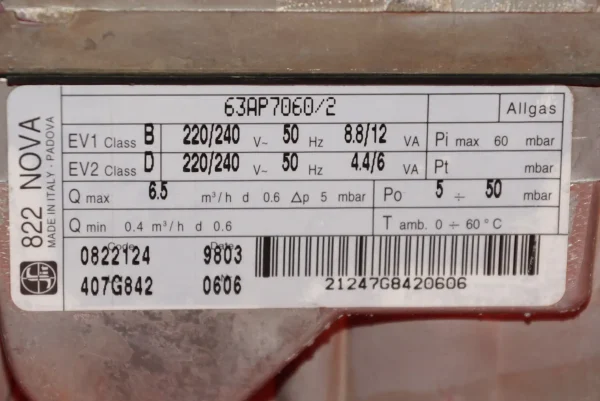 822 NOVA
MADE IN ITALY - PADOVA
63AP7060/2 Allgas
EV1 Class B 220/240 V~ 50 Hz 8.8/12 VA Pi max 60 mbar
EV2 Class D 220/240 V~ 50 Hz 4.4/6 VA Pt mbar
Q max 6.5 m³/h d 0.6 Δp 5 mbar Po 5 ÷ 50 mbar
Q min 0.4 m³/h d 0.6 T amb. 0 ÷ 60°C
Code Date
0822124 9803
407G842 0606
21247G8420606